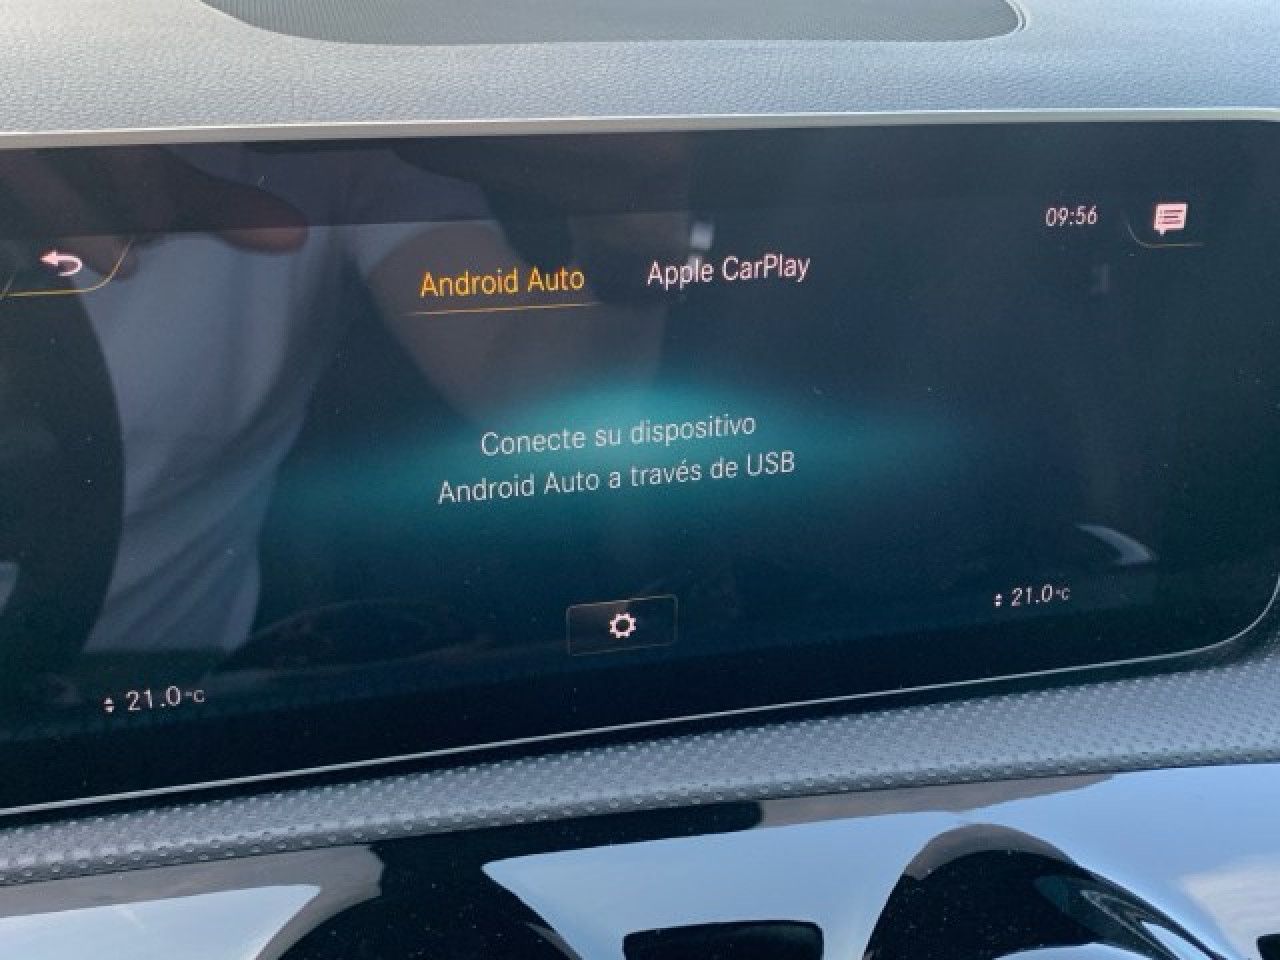 09:56
Android Auto
Apple CarPlay
Conecte su dispositivo
Android Auto a través de USB
21.0°C
21.0°C